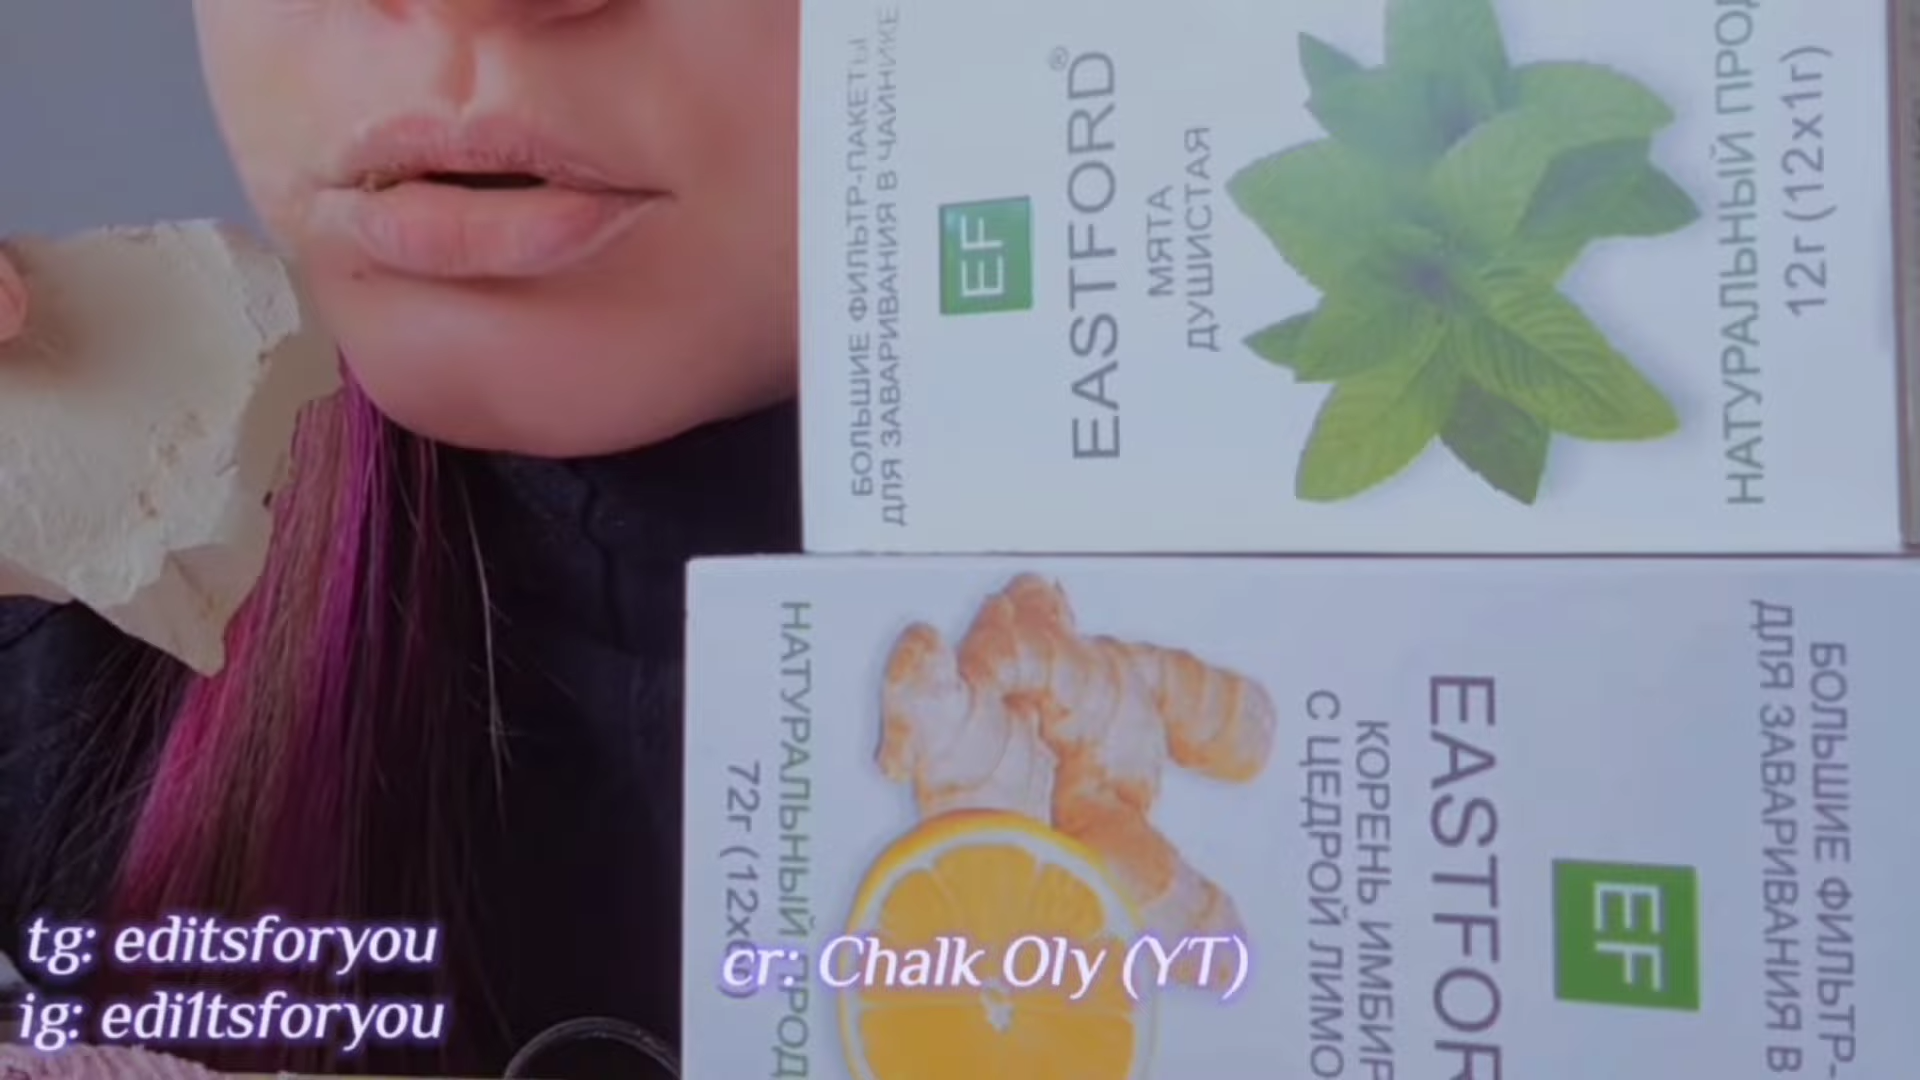 БОЛЬШИЕ ФИЛЬТР-ПАКЕТЫ
ДЛЯ ЗАВАРИВАНИЯ В ЧАЙНИКЕ
EF
EASTFORD®
МЯТА
ДУШИСТАЯ
НАТУРАЛЬНЫЙ ПРОД
12г (12х1г)
БОЛЬШИЕ ФИЛЬТР-
ДЛЯ ЗАВАРИВАНИЯ В
EF
EASTFOR
КОРЕНЬ ИМБИР
С ЦЕДРОЙ ЛИМО
НАТУРАЛЬНЫЙ ПРОД
72г (12х
tg: editsforyou
ig: edi1tsforyou
cr: Chalk Oly (YT)